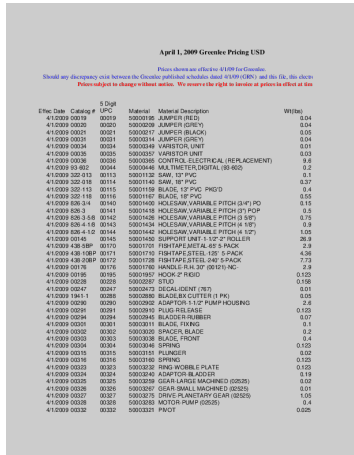 April 1, 2009 Greenlee Pricing USD
Prices shown are effective 4/1/09 for Greenlee.
Should any discrepancy exist between the Greenlee published schedules dated 4/1/09 (GRN) and this file, this electro
Prices subject to change without notice. We reserve the right to invoice at prices in effect at tim
5 Digit
Effec Date Catalog # UPC Material Material Description Wt(lbs)
4/1/2009 00019 00019 50000195 JUMPER (RED) 0.04
4/1/2009 00020 00020 50000209 JUMPER (GREY) 0.04
4/1/2009 00021 00021 50000217 JUMPER (BLACK) 0.05
4/1/2009 00031 00031 50000314 JUMPER (GREY) 0.04
4/1/2009 00034 00034 50000349 VARISTOR, UNIT 0.01
4/1/2009 00035 00035 50000357 VARISTOR, UNIT 0.03
4/1/2009 00036 00036 50000365 CONTROL-ELECTRICAL (REPLACEMENT) 9.6
4/1/2009 93-602 00044 50000446 MULTIMETER,DIGITAL (93-602) 0.2
4/1/2009 322-013 00113 50001132 SAW, 13" PVC 0.1
4/1/2009 322-018 00114 50001140 SAW, 18" PVC 0.37
4/1/2009 322-113 00115 50001159 BLADE, 13" PVC PKG'D 0.4
4/1/2009 322-118 00116 50001167 BLADE, 18" PVC 0.15
4/1/2009 826-3/4 00140 50001400 HOLESAW,VARIABLE PITCH (3/4") PO 0.55
4/1/2009 826-3 00141 50001418 HOLESAW,VARIABLE PITCH (3") POP 0.5
4/1/2009 826-3-5/8 00142 50001426 HOLESAW,VARIABLE PITCH (3 5/8") 0.75
4/1/2009 826-4-1/8 00143 50001434 HOLESAW,VARIABLE PITCH (4 1/8") 0.9
4/1/2009 826-4-1/2 00144 50001442 HOLESAW,VARIABLE PITCH (4 1/2") 1.05
4/1/2009 00145 00145 50001450 SUPPORT UNIT-1-1/2"-2" ROLLER 26.9
4/1/2009 438-5BP 00170 50001701 FISHTAPE,METAL-65' 5-PACK 2.9
4/1/2009 438-10BP 00171 50001710 FISHTAPE,STEEL-125' 5-PACK 4.36
4/1/2009 438-20BP 00172 50001728 FISHTAPE,STEEL-240' 5-PACK 7.73
4/1/2009 00176 00176 50001760 HANDLE-R.H. 30" (00121)-NC- 2.9
4/1/2009 00195 00195 50001957 HOOK-2" RIGID 0.123
4/1/2009 00228 00228 50002287 STUD 0.158
4/1/2009 00247 00247 50002473 DECAL-IDENT (767) 0.01
4/1/2009 1941-1 00288 50002880 BLADE,BX CUTTER (1 PK) 0.05
4/1/2009 00290 00290 50002902 ADAPTOR-1-1/2" PUMP HOUSING 2.6
4/1/2009 00291 00291 50002910 PLUG-RELEASE 0.123
4/1/2009 00294 00294 50002945 BLADDER-RUBBER 0.07
4/1/2009 00301 00301 50003011 BLADE, FIXING 0.1
4/1/2009 00302 00302 50003020 SPACER, BLADE 0.2
4/1/2009 00303 00303 50003038 BLADE, FRONT 0.4
4/1/2009 00304 00304 50003046 SPRING 0.123
4/1/2009 00315 00315 50003151 PLUNGER 0.02
4/1/2009 00316 00316 50003160 SPRING 0.123
4/1/2009 00323 00323 50003232 RING-WOBBLE PLATE 0.123
4/1/2009 00324 00324 50003240 ADAPTOR-BLADDER 0.19
4/1/2009 00325 00325 50003259 GEAR-LARGE MACHINED (02525) 0.02
4/1/2009 00326 00326 50003267 GEAR-SMALL MACHINED (02525) 0.01
4/1/2009 00327 00327 50003275 DRIVE-PLANETARY GEAR (02525) 1.05
4/1/2009 00328 00328 50003283 MOTOR-PUMP (02525) 0.4
4/1/2009 00332 00332 50003321 PIVOT 0.025